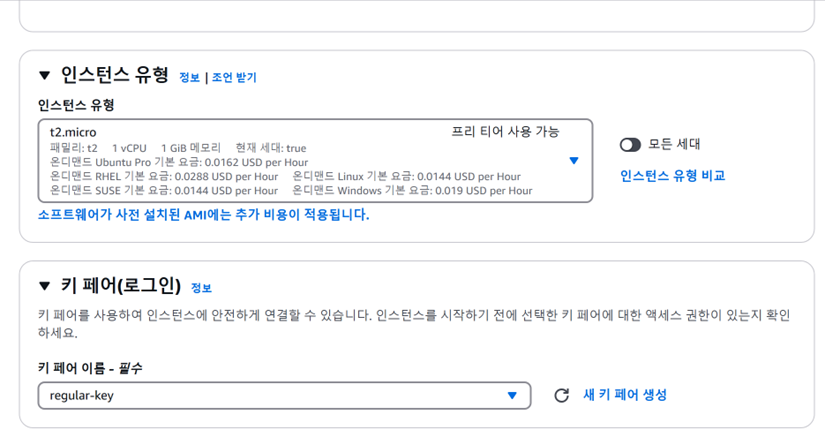 인스턴스 유형 정보 | 조언 받기
인스턴스 유형
t2.micro 프리 티어 사용 가능
패밀리: t2 1 vCPU 1 GiB 메모리 현재 세대: true
온디맨드 Ubuntu Pro 기본 요금: 0.0162 USD per Hour
온디맨드 RHEL 기본 요금: 0.0288 USD per Hour 온디맨드 Linux 기본 요금: 0.0144 USD per Hour
온디맨드 SUSE 기본 요금: 0.0144 USD per Hour 온디맨드 Windows 기본 요금: 0.019 USD per Hour
모든 세대
인스턴스 유형 비교
소프트웨어가 사전 설치된 AMI에는 추가 비용이 적용됩니다.
키 페어(로그인) 정보
키 페어를 사용하여 인스턴스에 안전하게 연결할 수 있습니다. 인스턴스를 시작하기 전에 선택한 키 페어에 대한 액세스 권한이 있는지 확인
하세요.
키 페어 이름 - 필수
regular-key 새 키 페어 생성